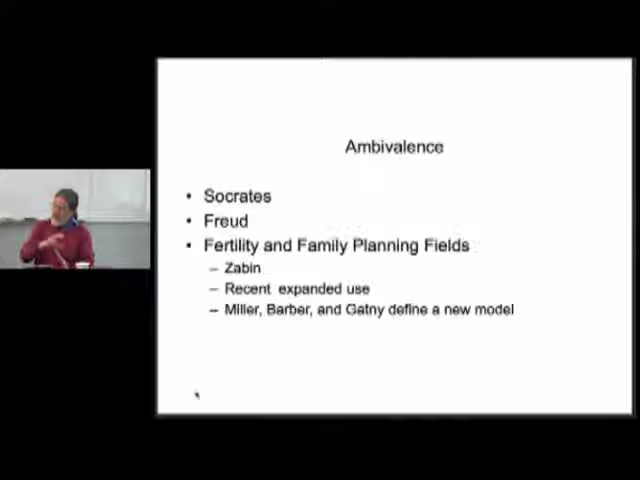 Ambivalence
• Socrates
• Freud
• Fertility and Family Planning Fields
– Zabin
– Recent expanded use
– Miller, Barber, and Gatny define a new model